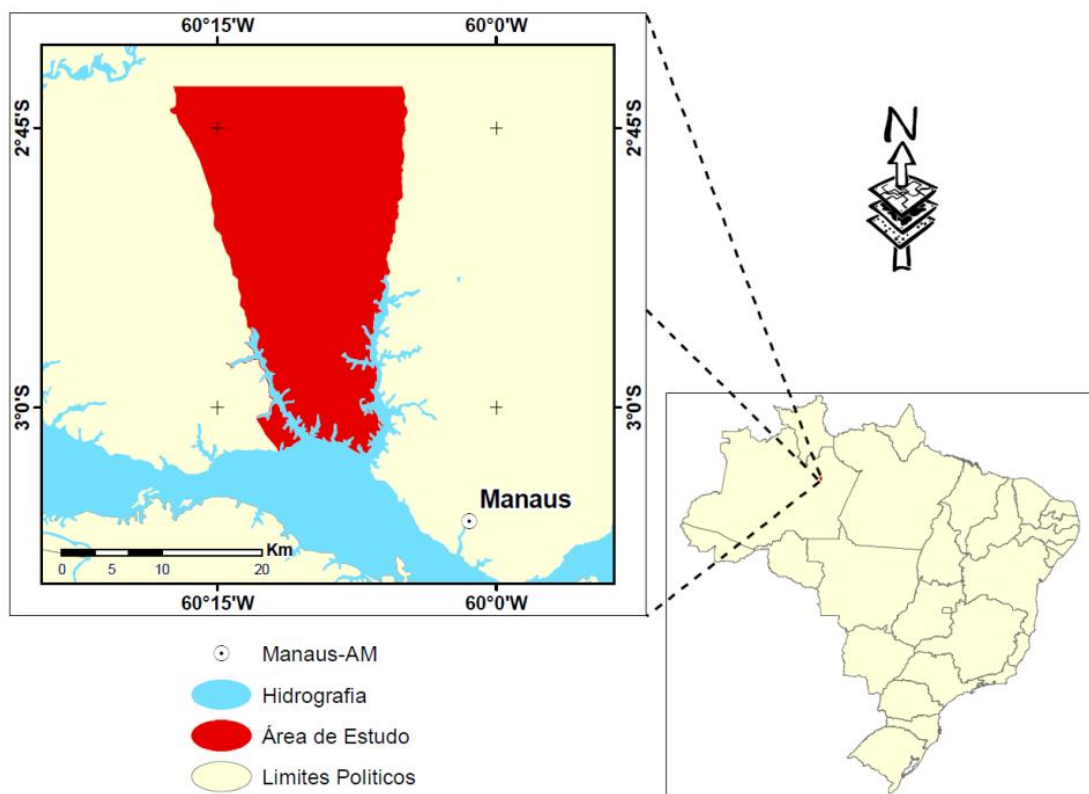 60°15'W
60°0'W
2°45'S
2°45'S
3°0'S
3°0'S
Manaus
Km
0
5
10
20
60°15'W
60°0'W
N
Manaus-AM
Hidrografia
Área de Estudo
Limites Politicos